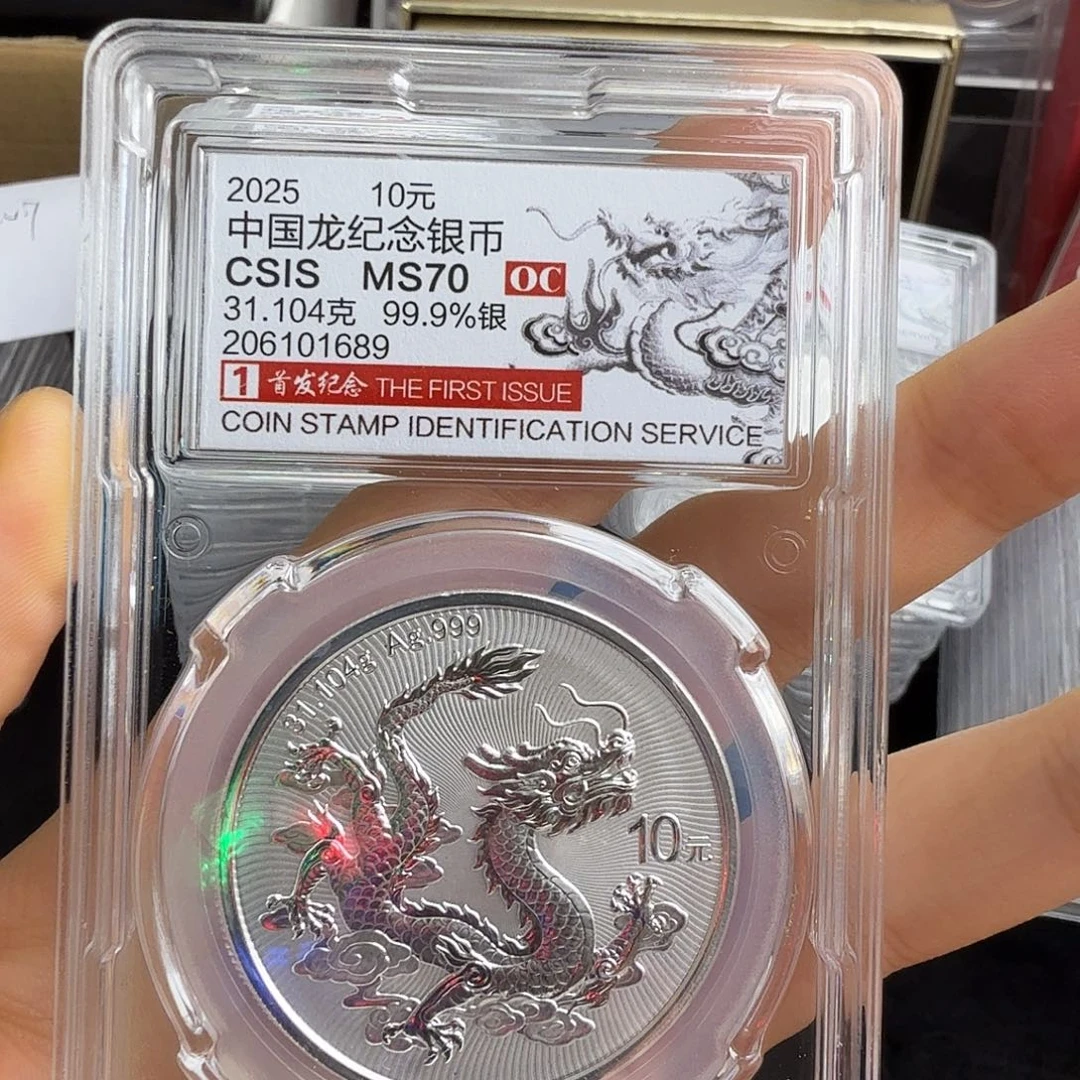 2025 10元
中国龙纪念银币
CSIS MS70 OC
31.104克 99.9%银
206101689
1 首发纪念 THE FIRST ISSUE
COIN STAMP IDENTIFICATION SERVICE
31.104g Ag.999
10元